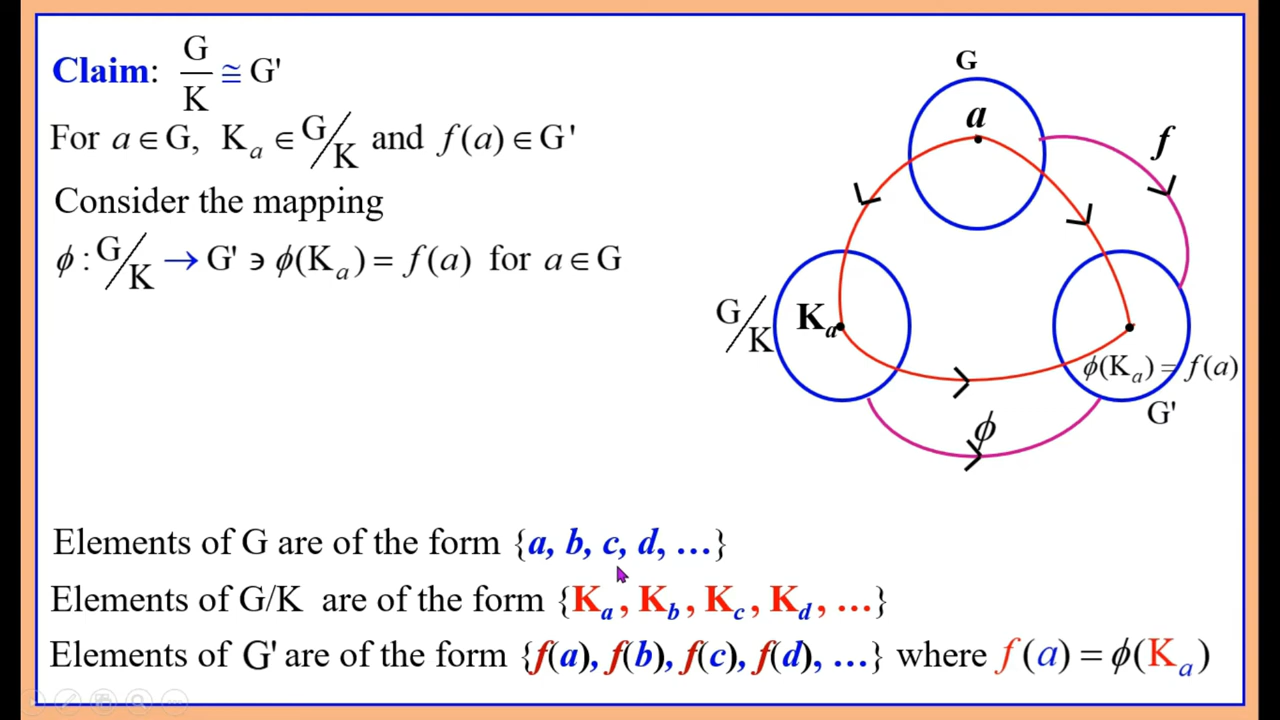 Claim: G/K ≅ G'
For a ∈ G, K_a ∈ G/K and f(a) ∈ G'
Consider the mapping
ϕ : G/K → G' ∍ ϕ(K_a) = f(a) for a ∈ G
G
a
f
G/K
K_a
ϕ(K_a) = f(a)
G'
ϕ
Elements of G are of the form {a, b, c, d, ...}
Elements of G/K are of the form {K_a, K_b, K_c, K_d, ...}
Elements of G' are of the form {f(a), f(b), f(c), f(d), ...} where f(a) = ϕ(K_a)